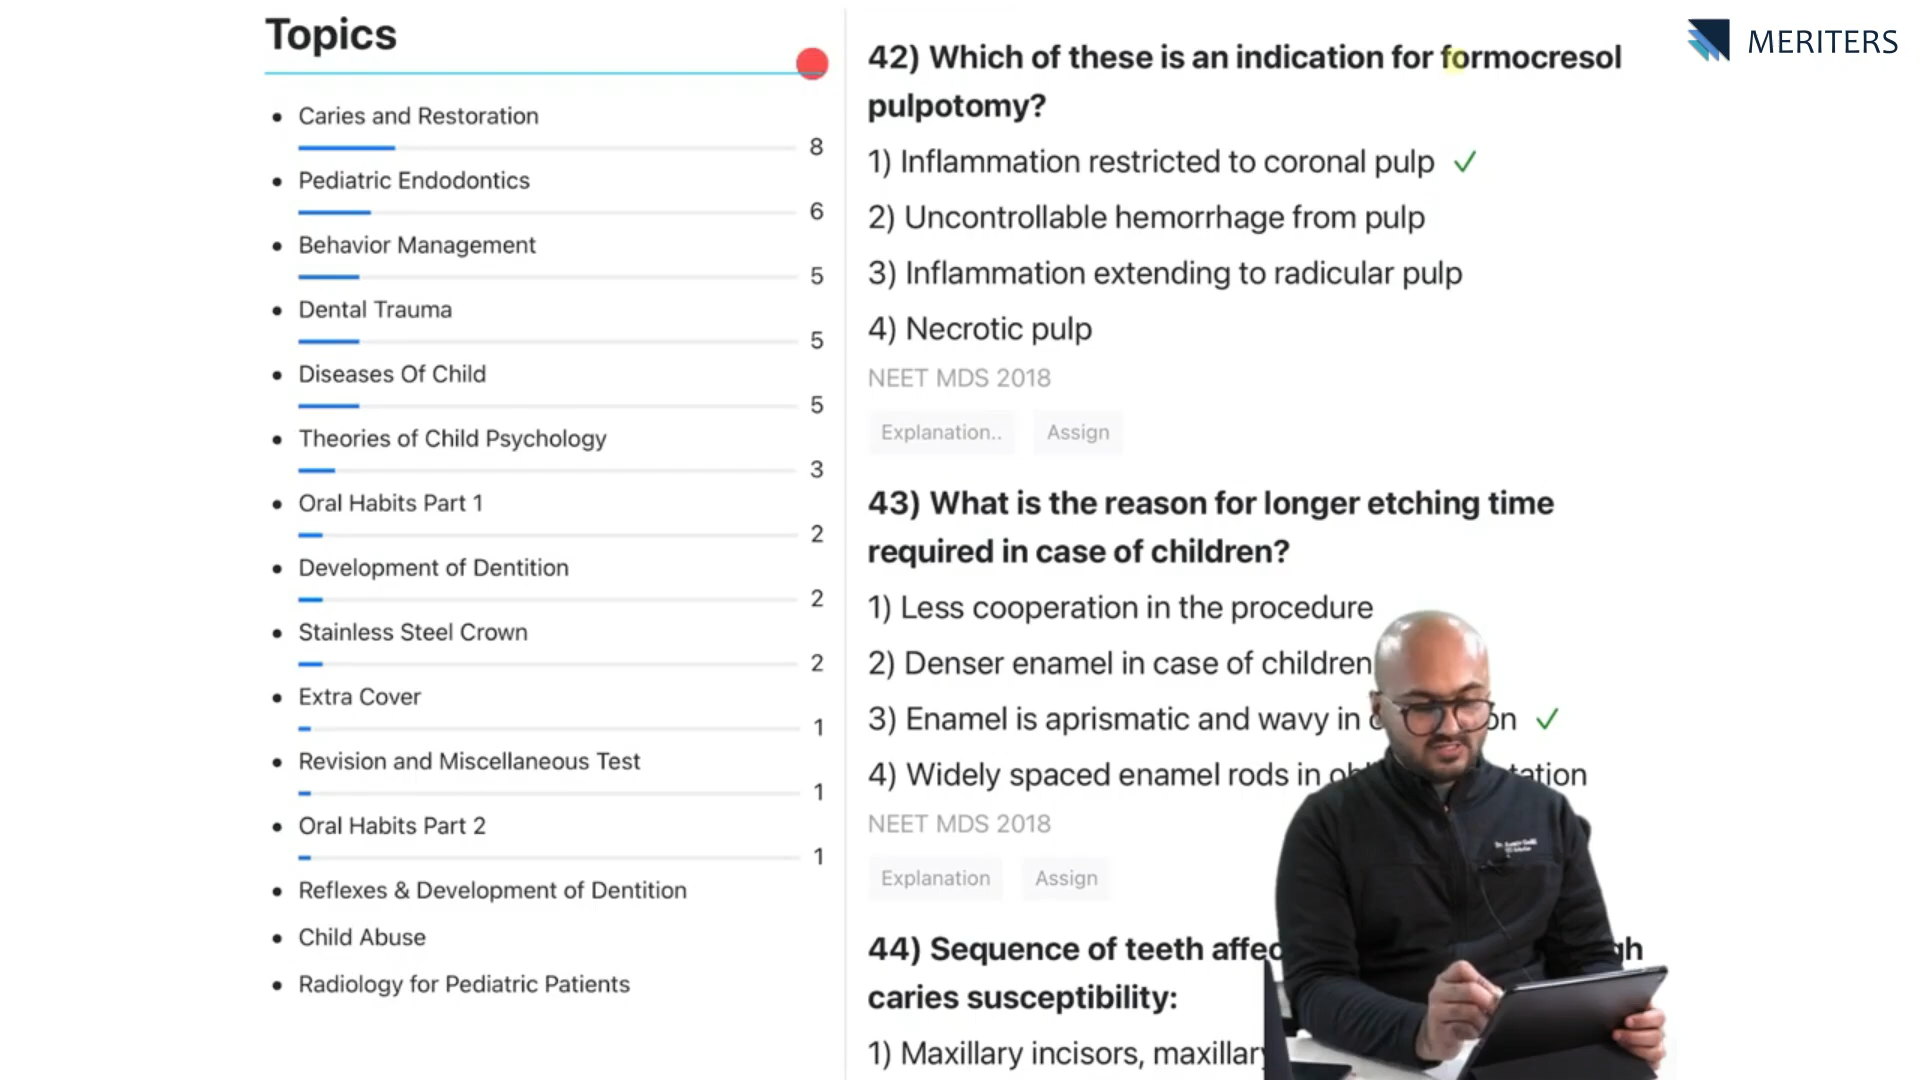 Topics
Caries and Restoration
8
Pediatric Endodontics
6
Behavior Management
5
Dental Trauma
5
Diseases Of Child
5
Theories of Child Psychology
3
Oral Habits Part 1
2
Development of Dentition
2
Stainless Steel Crown
2
Extra Cover
1
Revision and Miscellaneous Test
1
Oral Habits Part 2
1
Reflexes & Development of Dentition
Child Abuse
Radiology for Pediatric Patients
42) Which of these is an indication for formocresol
pulpotomy?
1) Inflammation restricted to coronal pulp ✓
2) Uncontrollable hemorrhage from pulp
3) Inflammation extending to radicular pulp
4) Necrotic pulp
NEET MDS 2018
Explanation.. Assign
43) What is the reason for longer etching time
required in case of children?
1) Less cooperation in the procedure
2) Denser enamel in case of children
3) Enamel is aprismatic and wavy in ✓
4) Widely spaced enamel rods in
NEET MDS 2018
Explanation Assign
44) Sequence of teeth
caries susceptibility:
1) Maxillary incisors, maxillary
MERITERS